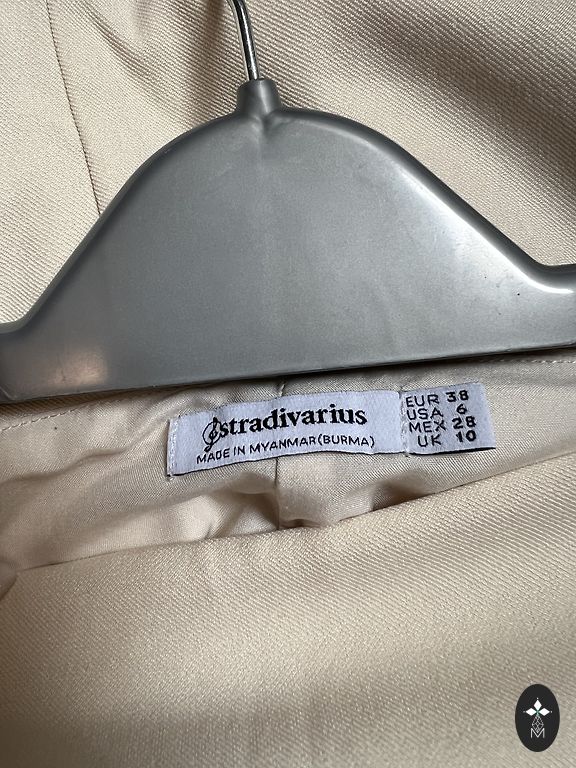 stradivarius
MADE IN MYANMAR(BURMA)
EUR 38
USA 6
MEX 28
UK 10
M